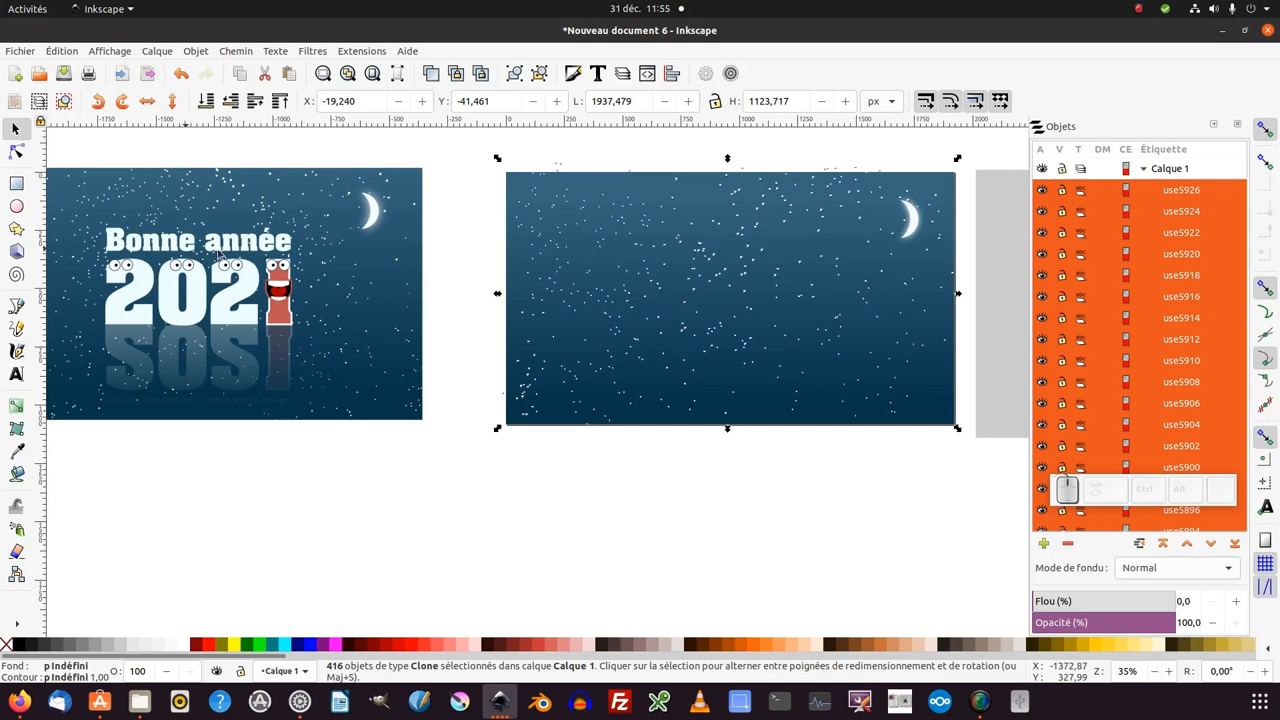 Activités
Inkscape
31 déc. 11:55
*Nouveau document 6 - Inkscape
Fichier Édition Affichage Calque Objet Chemin Texte Filtres Extensions Aide
X : -19,240 Y : -41,461 L : 1937,479 H : 1123,717 px
Objets
A V T DM CE Étiquette
Calque 1
use5926
use5924
use5922
use5920
use5918
use5916
use5914
use5912
use5910
use5908
use5906
use5904
use5902
use5900
Ctrl Alt
use5896
Bonne année
2021
Mode de fondu : Normal
Flou (%) 0,0
Opacité (%) 100,0
Fond : p Indéfini
Contour : p Indéfini 1,00
O : 100
•Calque 1
416 objets de type Clone sélectionnés dans calque Calque 1. Cliquer sur la sélection pour alterner entre poignées de redimensionnement et de rotation (ou Maj+S).
X : -1372,87
Y : 327,99
Z : 35%
R : 0,00°